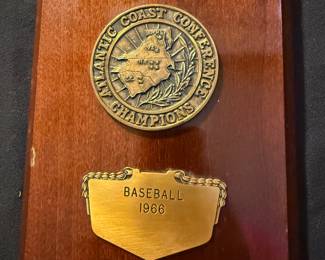 ATLANTIC COAST CONFERENCE
CHAMPIONS
BASEBALL
1966